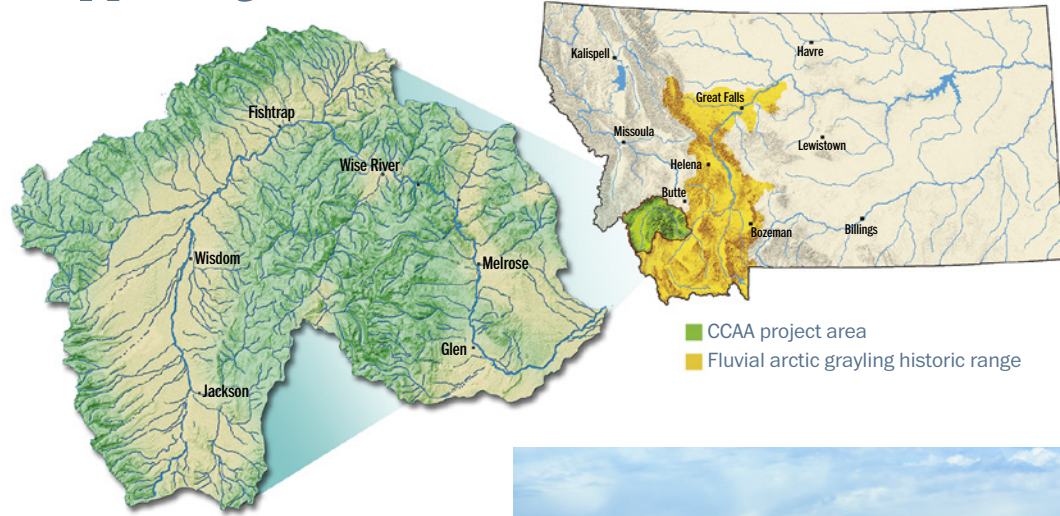 Fishtrap
Wise River
Wisdom
Melrose
Glen
Jackson
Kalispell
Havre
Great Falls
Missoula
Lewistown
Helena
Butte
Bozeman
Billings
CCAA project area
Fluvial arctic grayling historic range